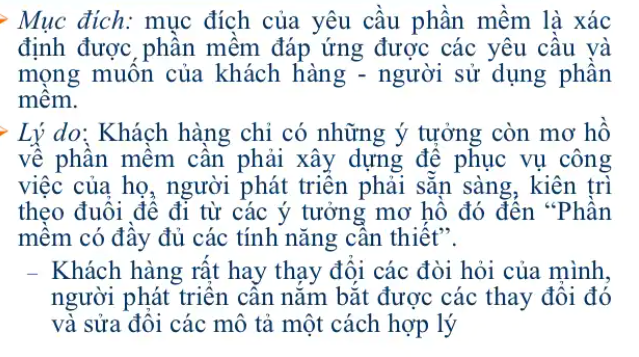 Mục đích: mục đích của yêu cầu phần mềm là xác
định được phần mềm đáp ứng được các yêu cầu và
mong muốn của khách hàng - người sử dụng phần
mềm.
Lý do: Khách hàng chỉ có những ý tưởng còn mơ hồ
về phần mềm cần phải xây dựng để phục vụ công
việc của họ, người phát triển phải sẵn sàng, kiên trì
theo đuổi để đi từ các ý tưởng mơ hồ đó đến “Phần
mềm có đầy đủ các tính năng cần thiết”.
– Khách hàng rất hay thay đổi các đòi hỏi của mình,
người phát triển cần nắm bắt được các thay đổi đó
và sửa đổi các mô tả một cách hợp lý